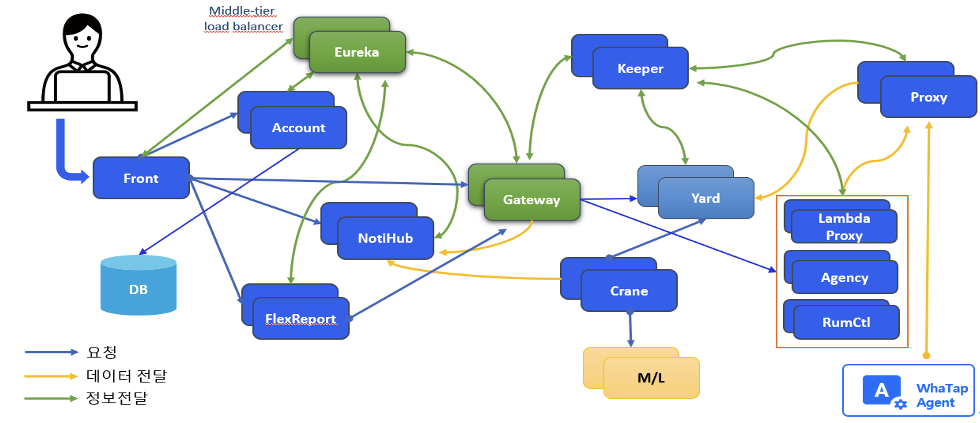 Middle-tier
load balancer
Eureka
Keeper
Proxy
Account
Front
Gateway
Yard
NotiHub
Lambda
Proxy
DB
Agency
Crane
FlexReport
RumCtl
요청
데이터 전달
정보전달
M/L
A
WhaTap
Agent